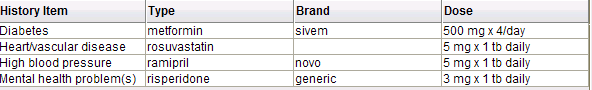 History Item Type Brand Dose
Diabetes metformin sivem 500 mg x 4/day
Heart/vascular disease rosuvastatin 5 mg x 1 tb daily
High blood pressure ramipril novo 5 mg x 1 tb daily
Mental health problem(s) risperidone generic 3 mg x 1 tb daily